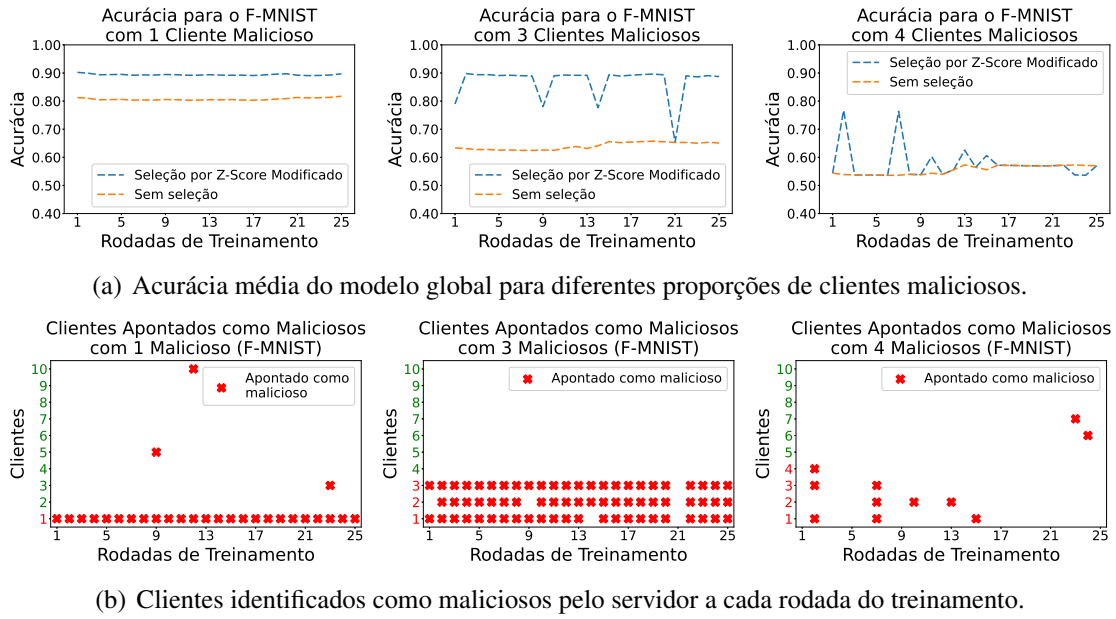 Acurácia para o F-MNIST
com 1 Cliente Malicioso
Acurácia
1.00
0.90
0.80
0.70
0.60
0.50
0.40
Seleção por Z-Score Modificado
Sem seleção
1 5 9 13 17 21 25
Rodadas de Treinamento
Acurácia para o F-MNIST
com 3 Clientes Maliciosos
Acurácia
1.00
0.90
0.80
0.70
0.60
0.50
0.40
Seleção por Z-Score Modificado
Sem seleção
1 5 9 13 17 21 25
Rodadas de Treinamento
Acurácia para o F-MNIST
com 4 Clientes Maliciosos
Acurácia
1.00
0.90
0.80
0.70
0.60
0.50
0.40
Seleção por Z-Score Modificado
Sem seleção
1 5 9 13 17 21 25
Rodadas de Treinamento
(a) Acurácia média do modelo global para diferentes proporções de clientes maliciosos.
Clientes Apontados como Maliciosos
com 1 Malicioso (F-MNIST)
Clientes
10
9
8
7
6
5
4
3
2
1
Apontado como
malicioso
1 5 9 13 17 21 25
Rodadas de Treinamento
Clientes Apontados como Maliciosos
com 3 Maliciosos (F-MNIST)
Clientes
10
9
8
7
6
5
4
3
2
1
Apontado como malicioso
1 5 9 13 17 21 25
Rodadas de Treinamento
Clientes Apontados como Maliciosos
com 4 Maliciosos (F-MNIST)
Clientes
10
9
8
7
6
5
4
3
2
1
Apontado como malicioso
1 5 9 13 17 21 25
Rodadas de Treinamento
(b) Clientes identificados como maliciosos pelo servidor a cada rodada do treinamento.